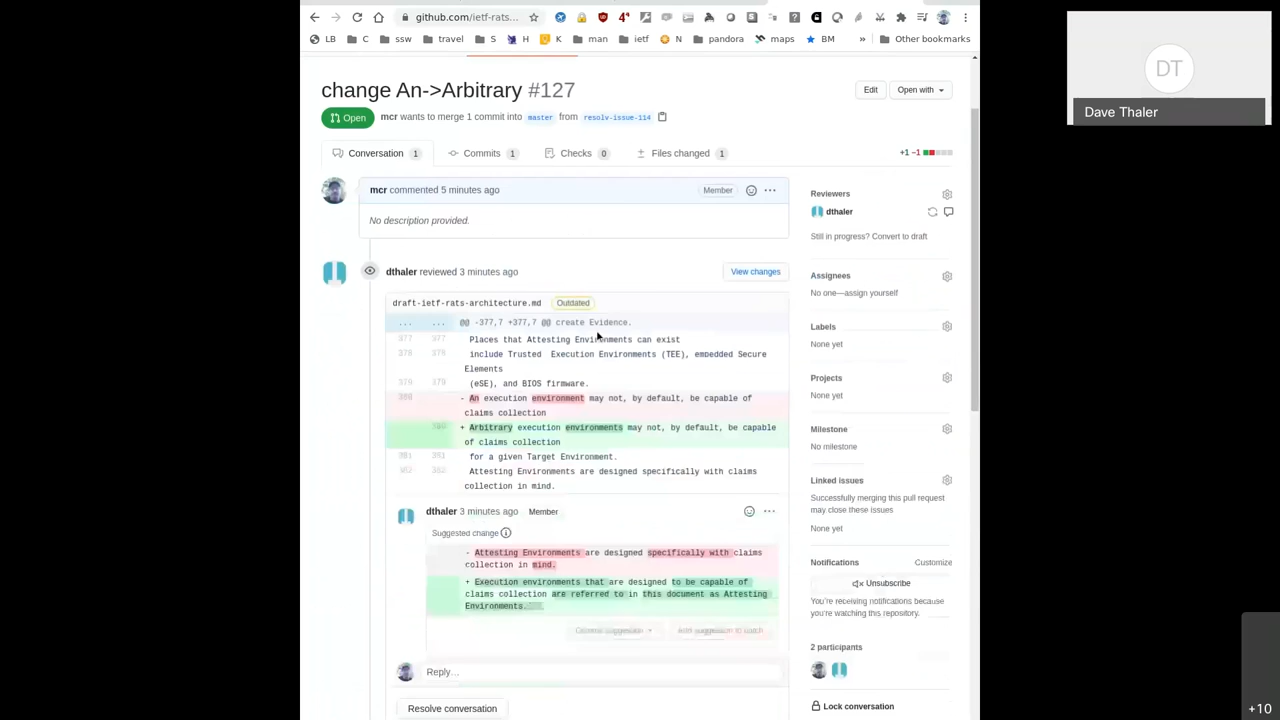 github.com/ietf-rats...
LB
C
ssw
travel
S
H
K
man
ietf
N
pandora
maps
BM
»
Other bookmarks
change An->Arbitrary #127
Edit
Open with
Open
mcr wants to merge 1 commit into master from resolv-issue-114
Conversation 1
Commits 1
Checks 0
Files changed 1
+1 −1
mcr commented 5 minutes ago
Member
No description provided.
dthaler reviewed 3 minutes ago
View changes
draft-ietf-rats-architecture.md
Outdated
... ... @@ -377,7 +377,7 @@ create Evidence.
377 377 Places that Attesting Environments can exist
378 378 include Trusted Execution Environments (TEE), embedded Secure
Elements
379 379 (eSE), and BIOS firmware.
380 - An execution environment may not, by default, be capable of
claims collection
380 + Arbitrary execution environments may not, by default, be capable
of claims collection
381 381 for a given Target Environment.
382 382 Attesting Environments are designed specifically with claims
collection in mind.
dthaler 3 minutes ago
Member
Suggested change
- Attesting Environments are designed specifically with claims
collection in mind.
+ Execution environments that are designed to be capable of
claims collection are referred to in this document as Attesting
Environments.
Commit suggestion
Add suggestion to batch
Reply...
Resolve conversation
Reviewers
dthaler
Still in progress? Convert to draft
Assignees
No one—assign yourself
Labels
None yet
Projects
None yet
Milestone
No milestone
Linked issues
Successfully merging this pull request
may close these issues
None yet
Notifications
Customize
Unsubscribe
You're receiving notifications because
you're watching this repository.
2 participants
Lock conversation
DT
Dave Thaler
+10